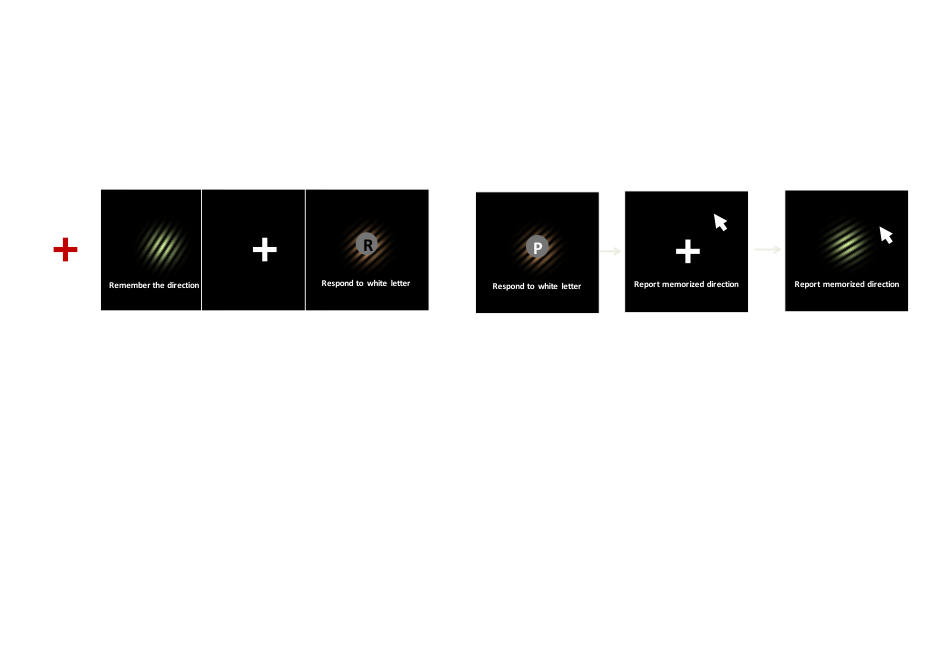 Remember the direction
R
Respond to white letter
P
Respond to white letter
Report memorized direction
Report memorized direction